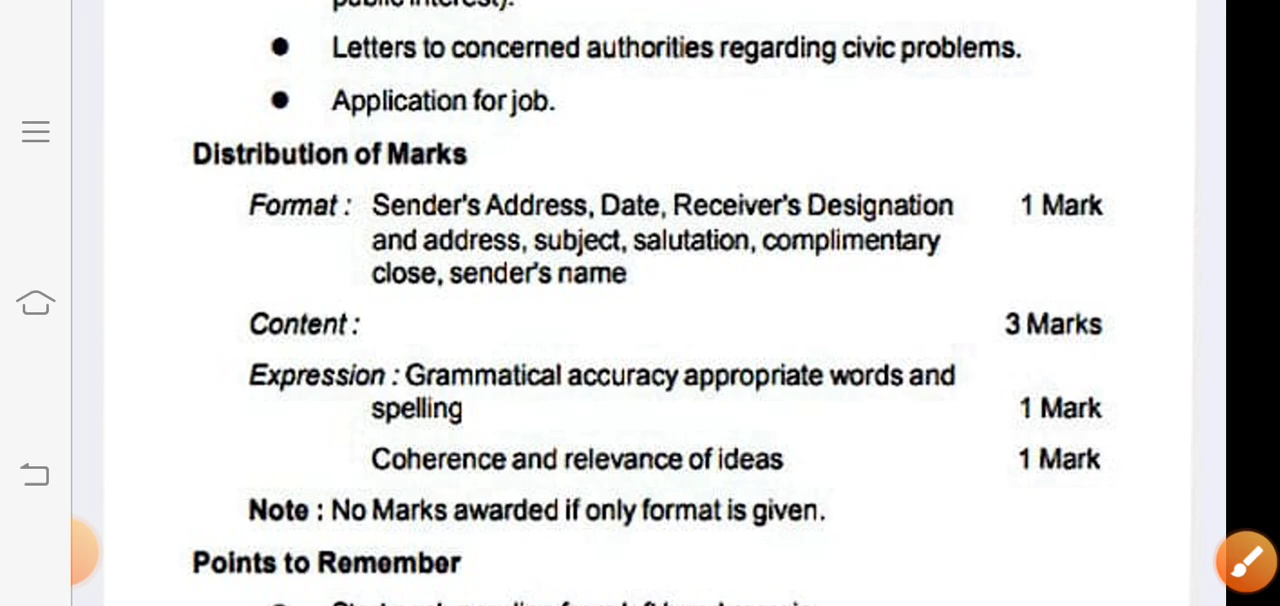 public interest).
Letters to concerned authorities regarding civic problems.
Application for job.
Distribution of Marks
Format : Sender's Address, Date, Receiver's Designation 1 Mark
and address, subject, salutation, complimentary
close, sender's name
Content : 3 Marks
Expression : Grammatical accuracy appropriate words and
spelling 1 Mark
Coherence and relevance of ideas 1 Mark
Note : No Marks awarded if only format is given.
Points to Remember